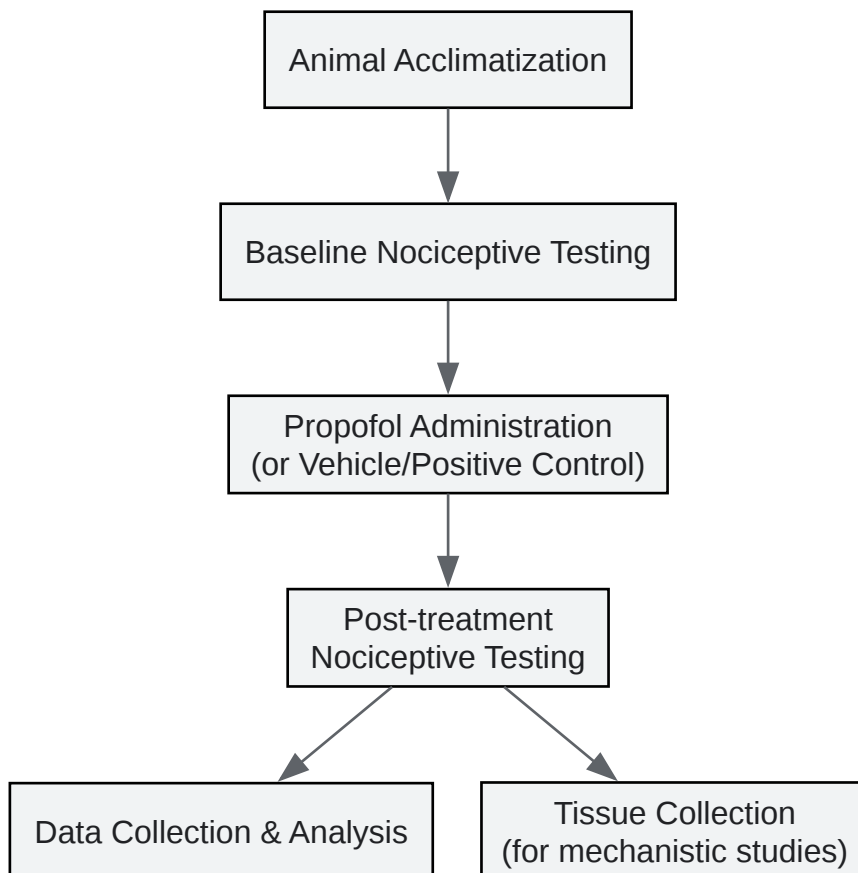 Animal Acclimatization
Baseline Nociceptive Testing
Propofol Administration
(or Vehicle/Positive Control)
Post-treatment
Nociceptive Testing
Data Collection & Analysis
Tissue Collection
(for mechanistic studies)